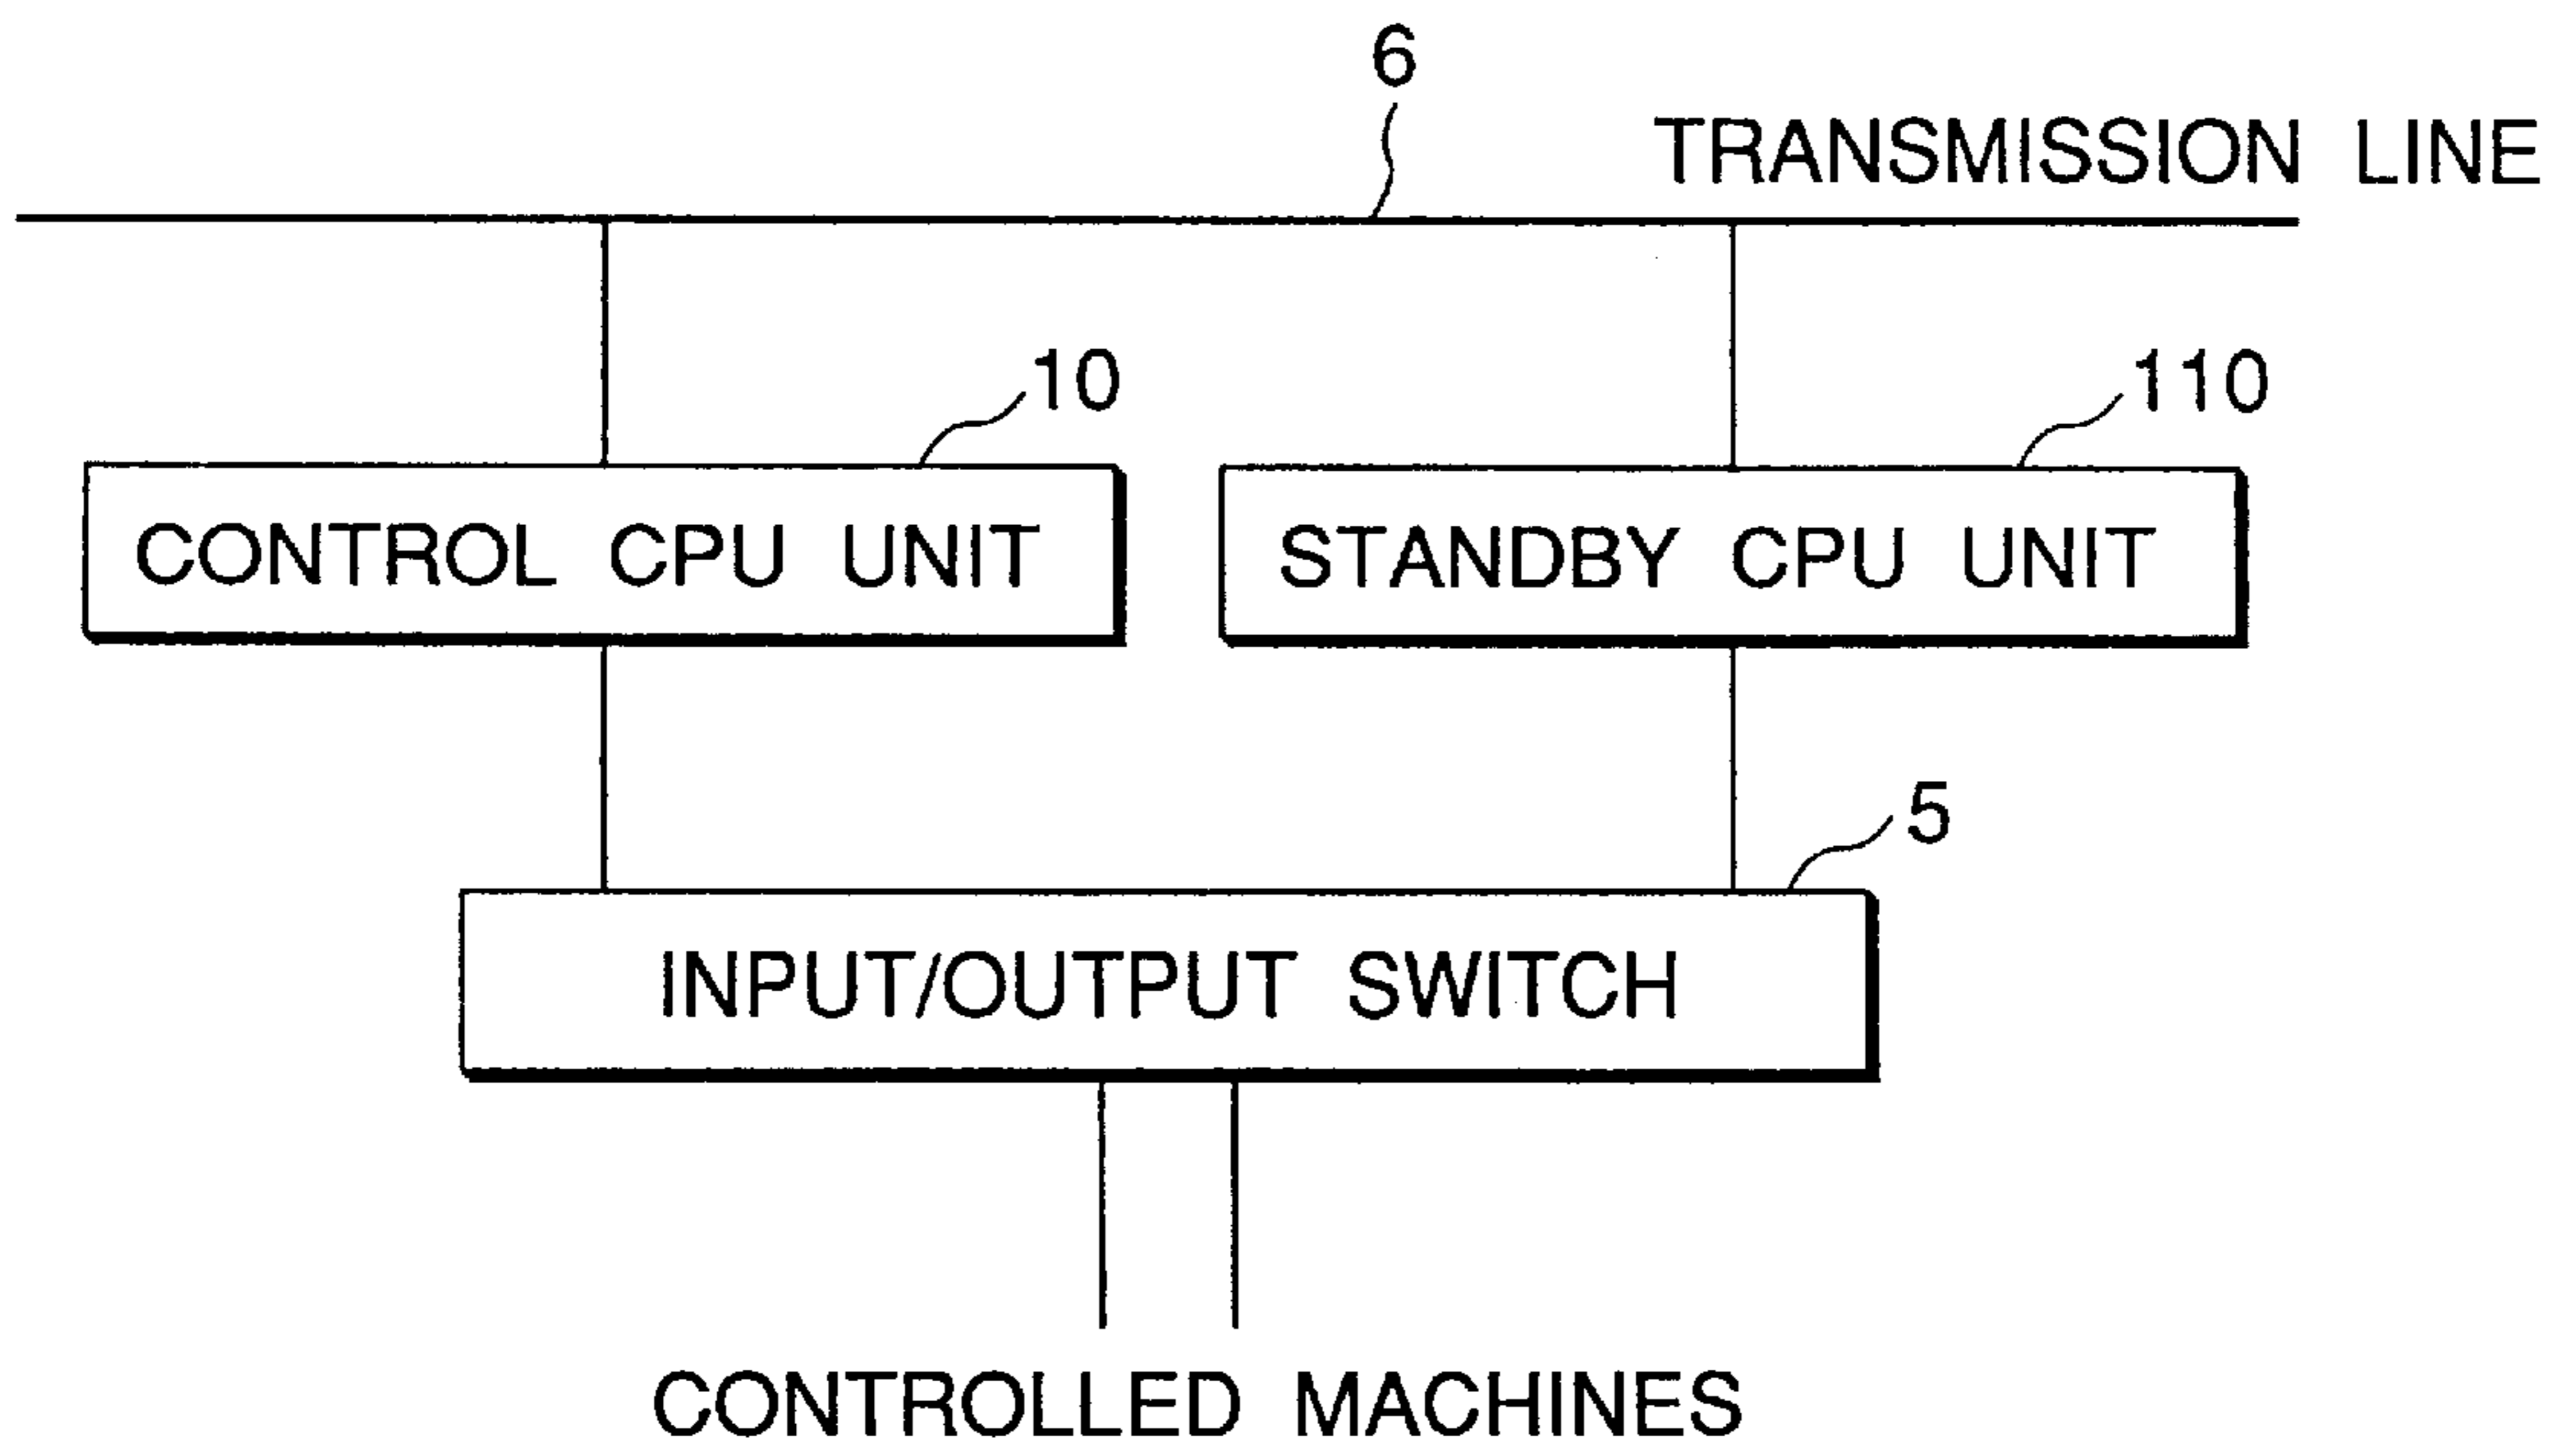 6
TRANSMISSION LINE
10
110
CONTROL CPU UNIT
STANDBY CPU UNIT
5
INPUT/OUTPUT SWITCH
CONTROLLED MACHINES